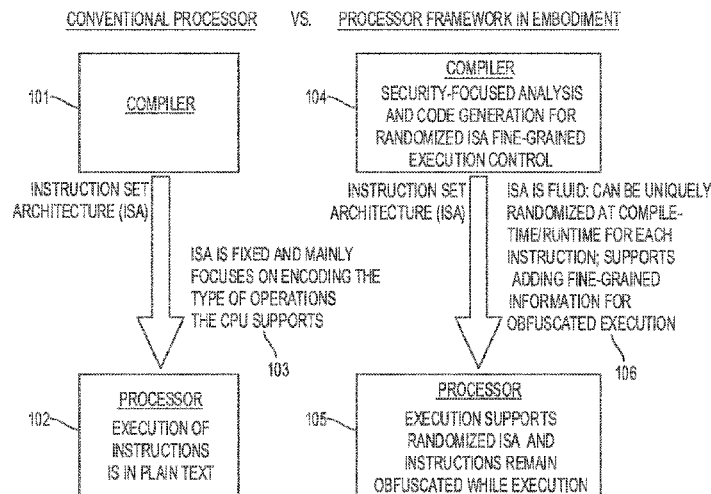 CONVENTIONAL PROCESSOR VS. PROCESSOR FRAMEWORK IN EMBODIMENT
101
COMPILER
INSTRUCTION SET
ARCHITECTURE (ISA)
ISA IS FIXED AND MAINLY
FOCUSES ON ENCODING THE
TYPE OF OPERATIONS
THE CPU SUPPORTS
103
102
PROCESSOR
EXECUTION OF
INSTRUCTIONS
IS IN PLAIN TEXT
104
COMPILER
SECURITY-FOCUSED ANALYSIS
AND CODE GENERATION FOR
RANDOMIZED ISA FINE-GRAINED
EXECUTION CONTROL
INSTRUCTION SET
ARCHITECTURE (ISA)
ISA IS FLUID: CAN BE UNIQUELY
RANDOMIZED AT COMPILE-
TIME/RUNTIME FOR EACH
INSTRUCTION; SUPPORTS
ADDING FINE-GRAINED
INFORMATION FOR
OBFUSCATED EXECUTION
106
105
PROCESSOR
EXECUTION SUPPORTS
RANDOMIZED ISA AND
INSTRUCTIONS REMAIN
OBFUSCATED WHILE EXECUTION